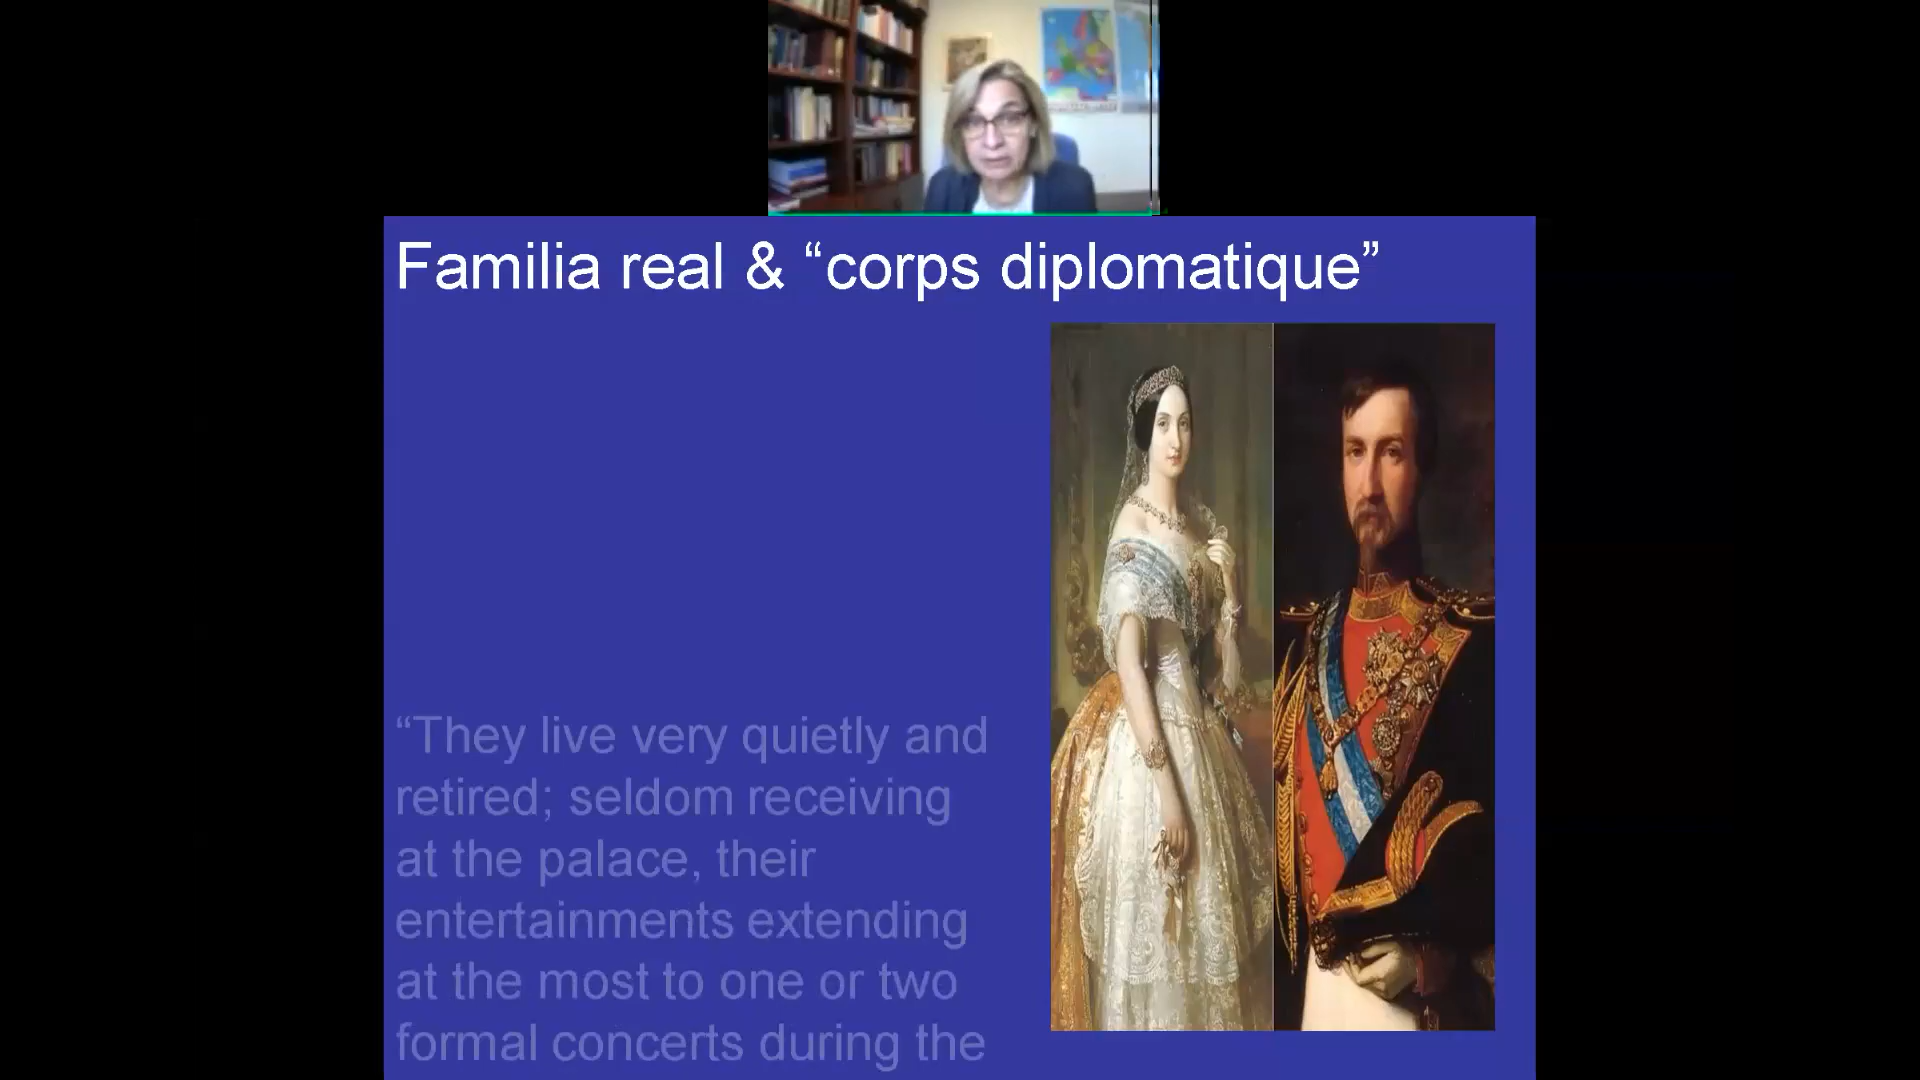 Familia real & “corps diplomatique”
“They live very quietly and
retired; seldom receiving
at the palace, their
entertainments extending
at the most to one or two
formal concerts during the